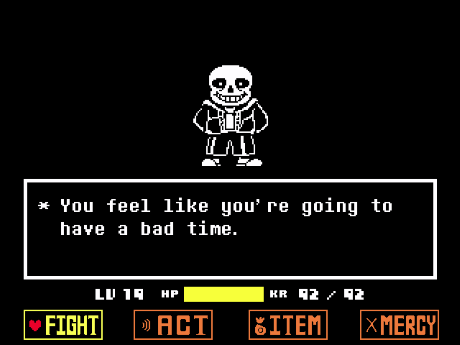 * You feel like you're going to
have a bad time.
LV 19 HP KR 92 / 92
FIGHT ACT ITEM MERCY